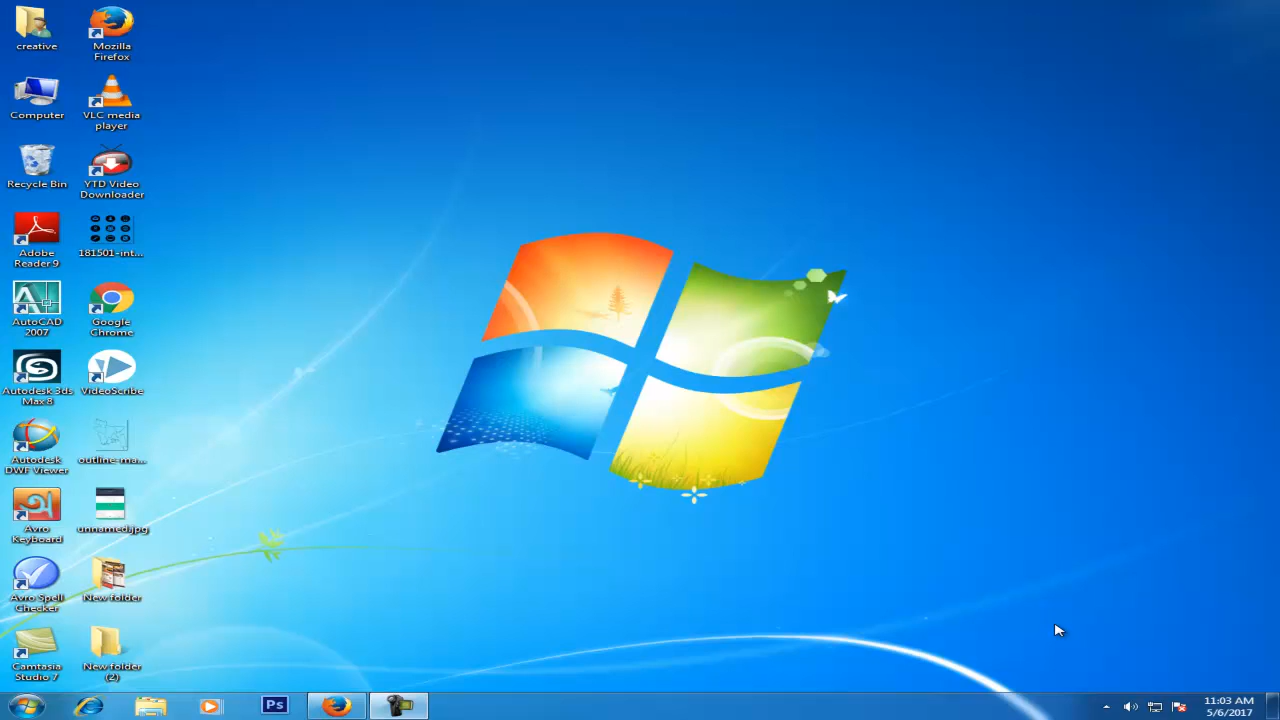 creative
Mozilla
Firefox
Computer
VLC media
player
Recycle Bin
YTD Video
Downloader
Adobe
Reader 9
181501-int...
AutoCAD
2007
Google
Chrome
Autodesk 3ds
Max 8
VideoScribe
Autodesk
DWF Viewer
outline-ma...
Avro
Keyboard
unnamed.jpg
Avro Spell
Checker
New folder
Camtasia
Studio 7
New folder
(2)
Ps
11:03 AM
5/6/2017